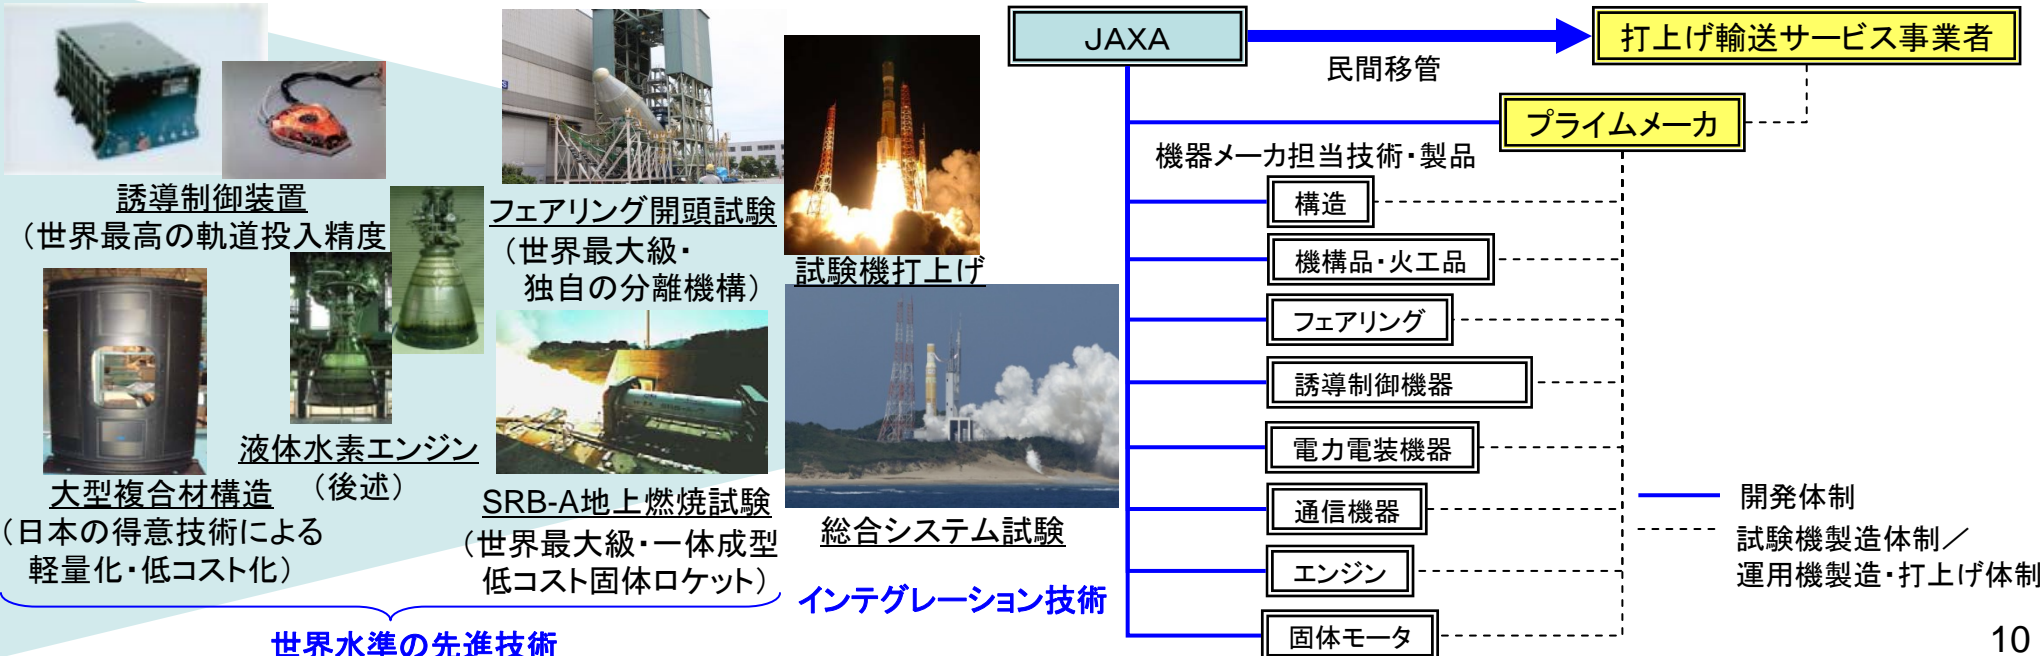 誘導制御装置
（世界最高の軌道投入精度
大型複合材構造
（日本の得意技術による
軽量化・低コスト化）
液体水素エンジン
（後述）
フェアリング開頭試験
（世界最大級・
独自の分離機構）
SRB-A地上燃焼試験
（世界最大級・一体成型
低コスト固体ロケット）
世界水準の先進技術
試験機打上げ
総合システム試験
インテグレーション技術
JAXA
民間移管
打上げ輸送サービス事業者
プライムメーカ
機器メーカ担当技術・製品
構造
機構品・火工品
フェアリング
誘導制御機器
電力電装機器
通信機器
エンジン
固体モータ
開発体制
試験機製造体制／
運用機製造・打上げ体制
10